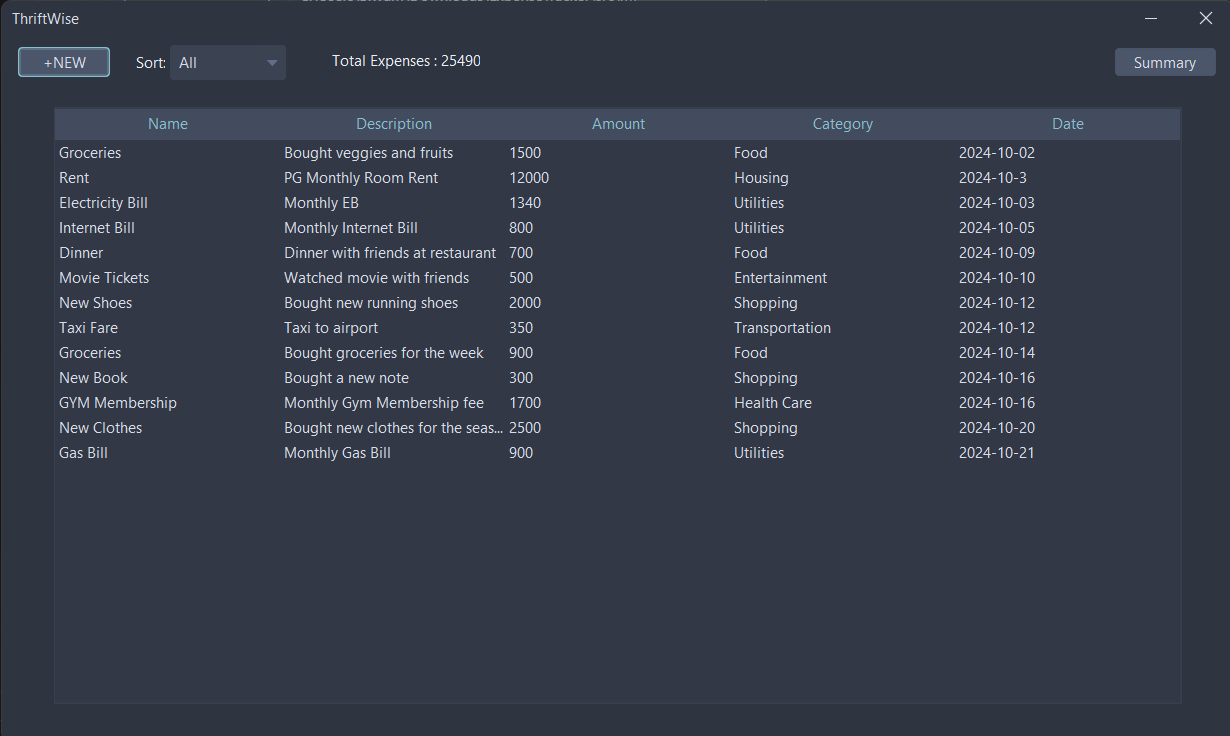 ThriftWise
+NEW Sort: All Total Expenses : 25490 Summary
Name Description Amount Category Date
Groceries Bought veggies and fruits 1500 Food 2024-10-02
Rent PG Monthly Room Rent 12000 Housing 2024-10-3
Electricity Bill Monthly EB 1340 Utilities 2024-10-03
Internet Bill Monthly Internet Bill 800 Utilities 2024-10-05
Dinner Dinner with friends at restaurant 700 Food 2024-10-09
Movie Tickets Watched movie with friends 500 Entertainment 2024-10-10
New Shoes Bought new running shoes 2000 Shopping 2024-10-12
Taxi Fare Taxi to airport 350 Transportation 2024-10-12
Groceries Bought groceries for the week 900 Food 2024-10-14
New Book Bought a new note 300 Shopping 2024-10-16
GYM Membership Monthly Gym Membership fee 1700 Health Care 2024-10-16
New Clothes Bought new clothes for the seas... 2500 Shopping 2024-10-20
Gas Bill Monthly Gas Bill 900 Utilities 2024-10-21